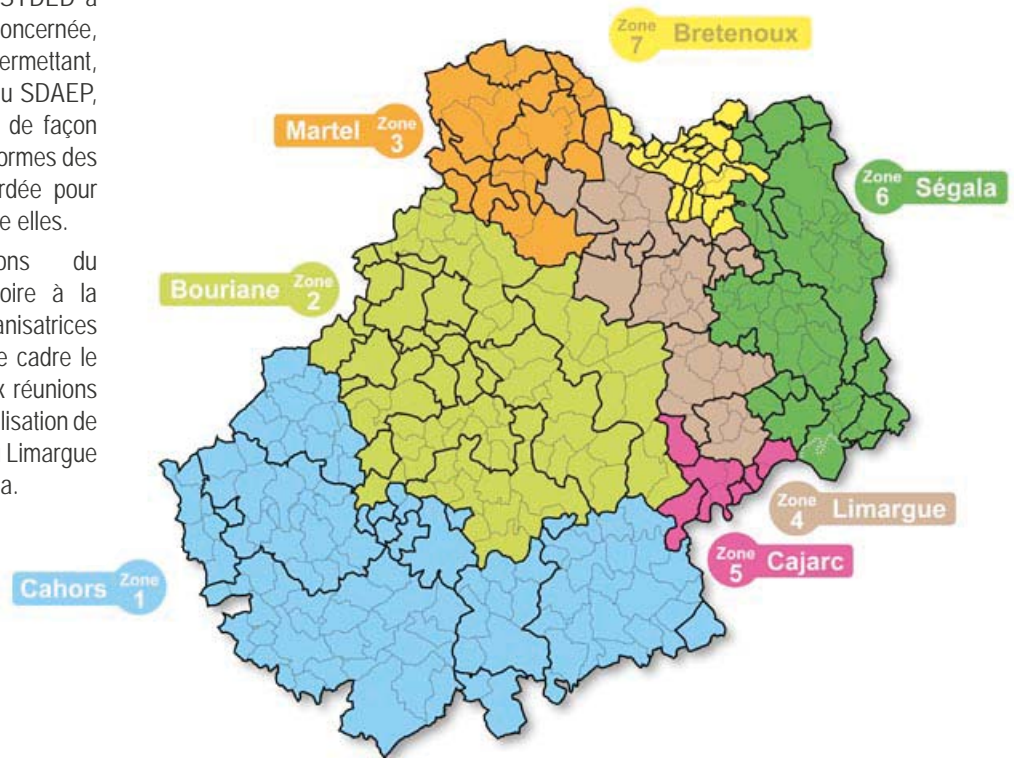 SYDED a
oncernée,
ermettant,
u SDAEP,
de façon
ormes des
rdée pour
e elles.
ons du
oire à la
anisatrices
e cadre le
x réunions
lisation de
Limargue
a.
Zone 7 Bretenoux
Martel Zone 3
Zone 6 Ségala
Bouriane Zone 2
Zone 4 Limargue
Zone 5 Cajarc
Cahors Zone 1